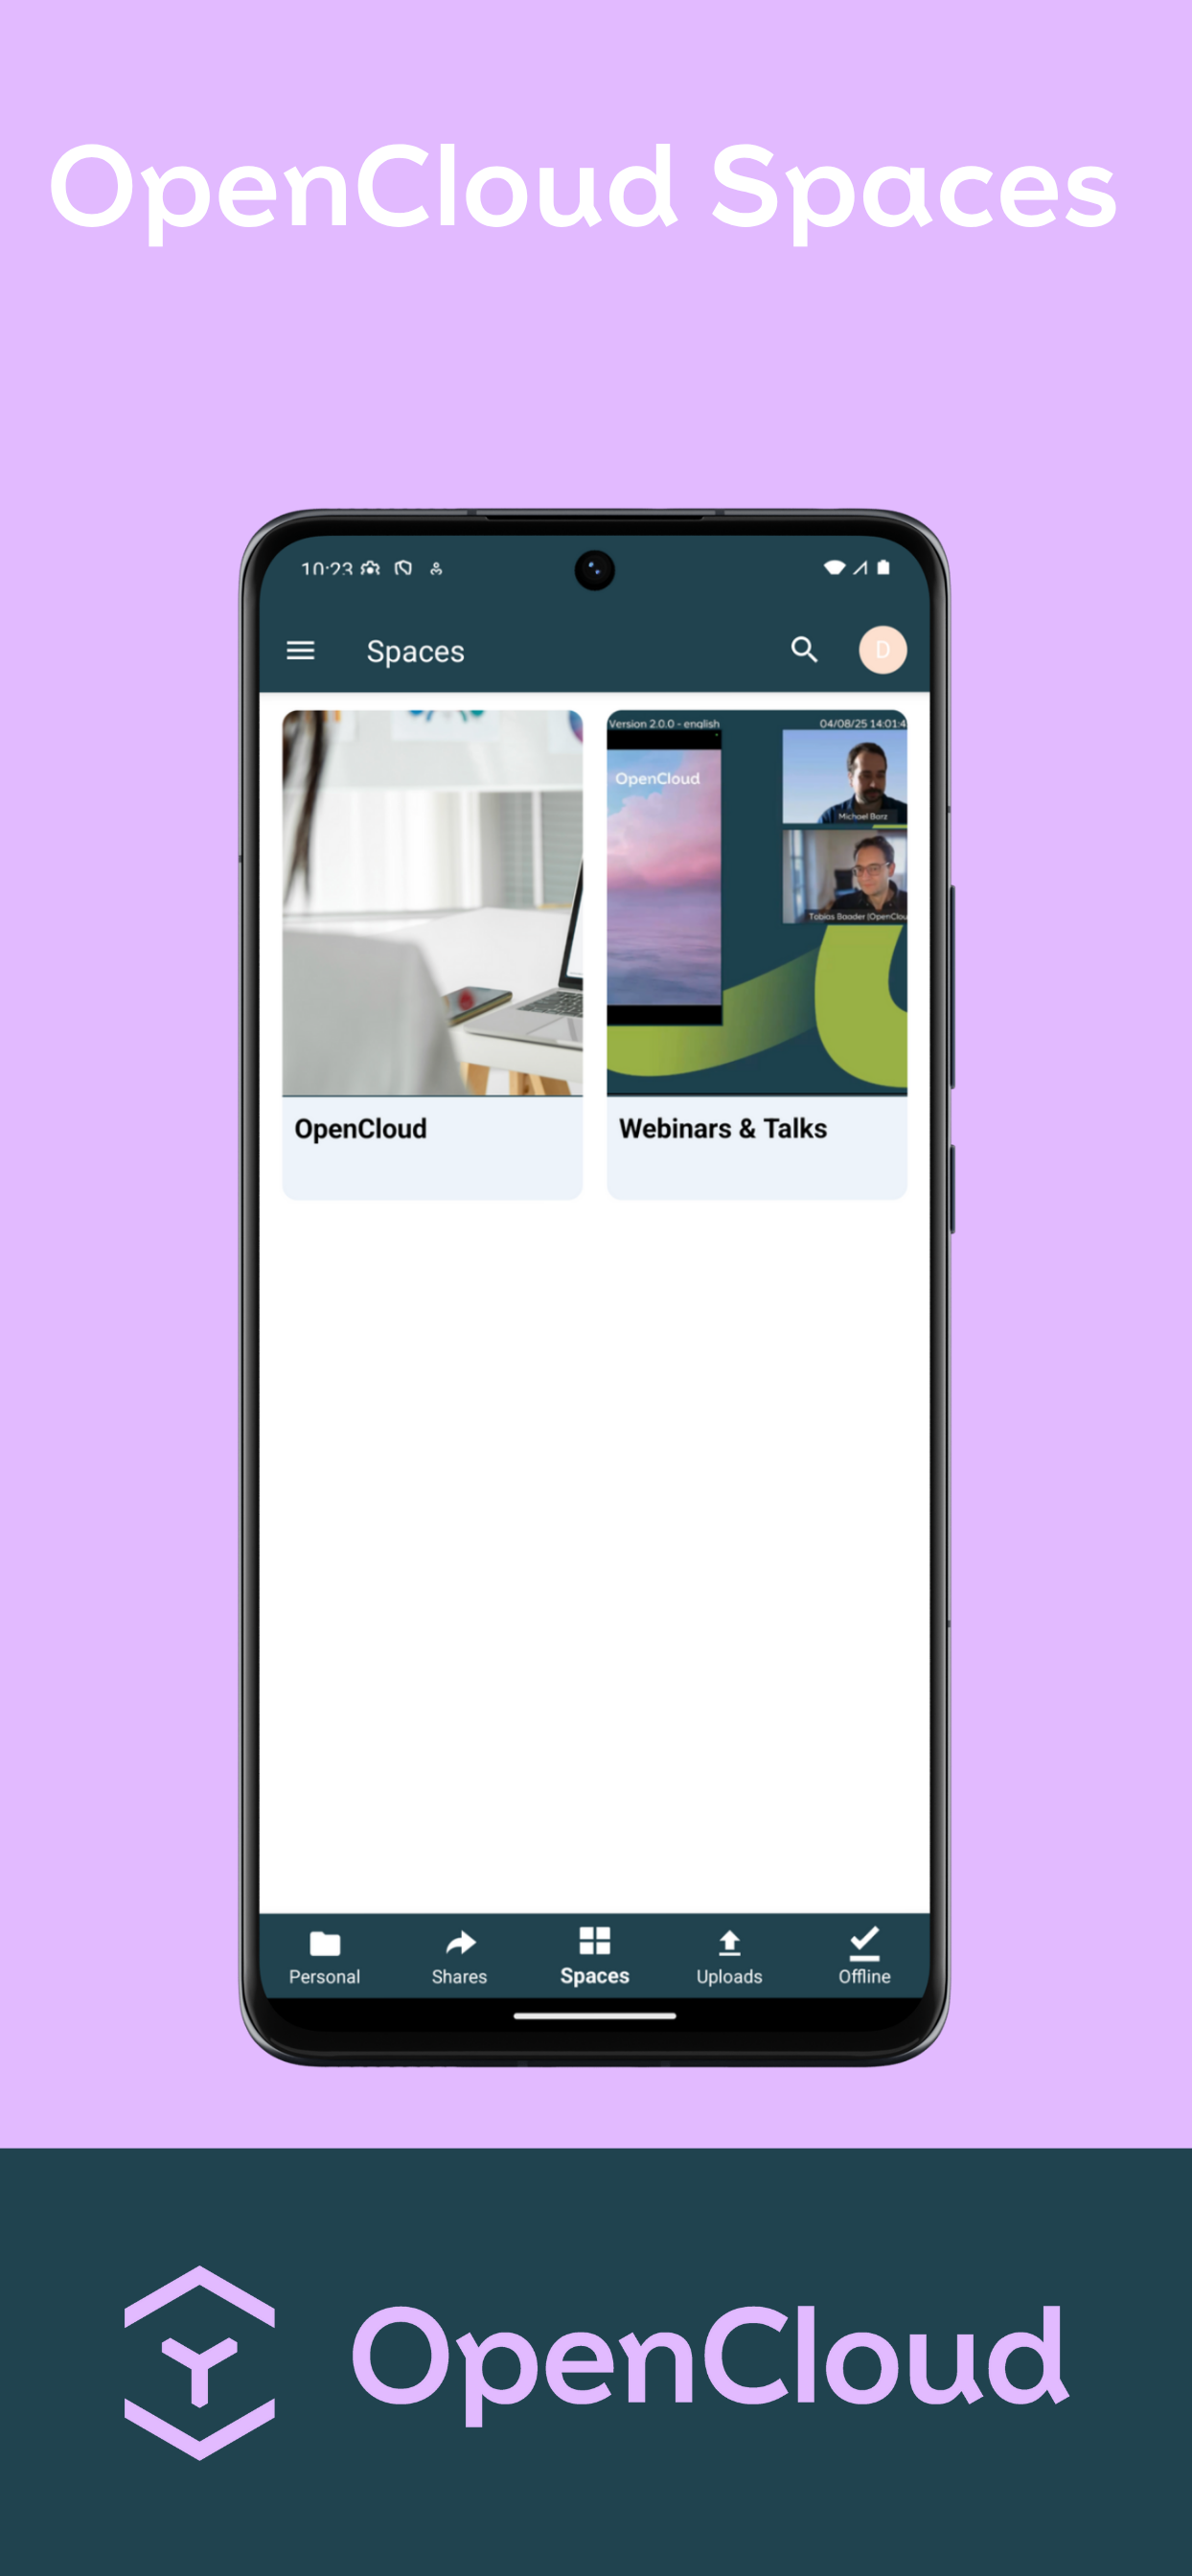 OpenCloud Spaces
10:23
Spaces
D
Version 2.0.0 - english
04/08/25 14:01:4
OpenCloud
Michael Barz
Tobias Baader (OpenClou
OpenCloud
Webinars & Talks
Personal
Shares
Spaces
Uploads
Offline
OpenCloud